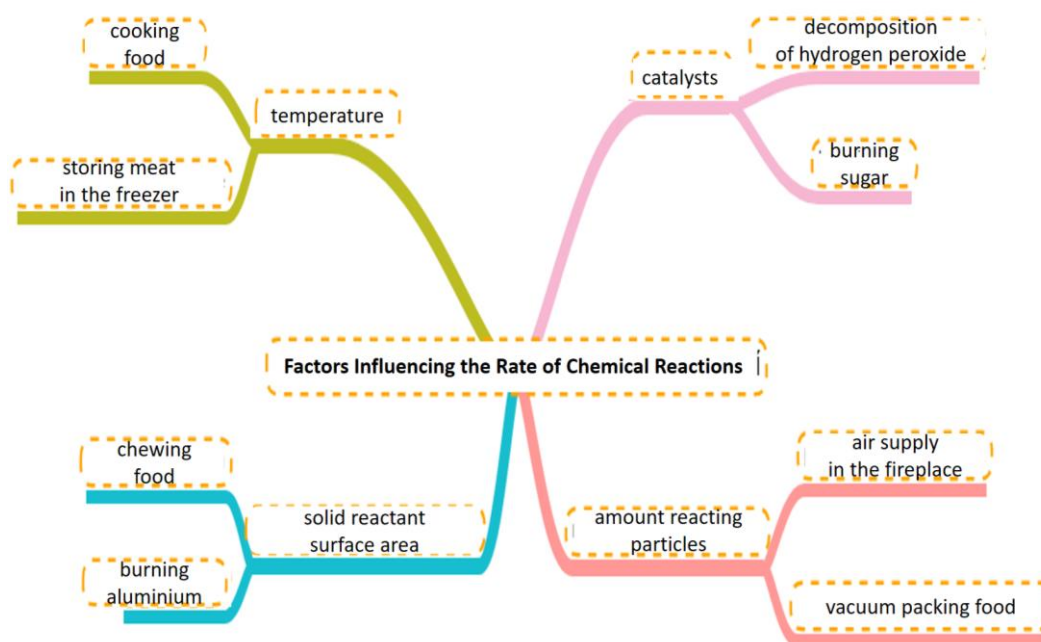 cooking
food
temperature
storing meat
in the freezer
decomposition
of hydrogen peroxide
catalysts
burning
sugar
Factors Influencing the Rate of Chemical Reactions
chewing
food
solid reactant
surface area
burning
aluminium
air supply
in the fireplace
amount reacting
particles
vacuum packing food